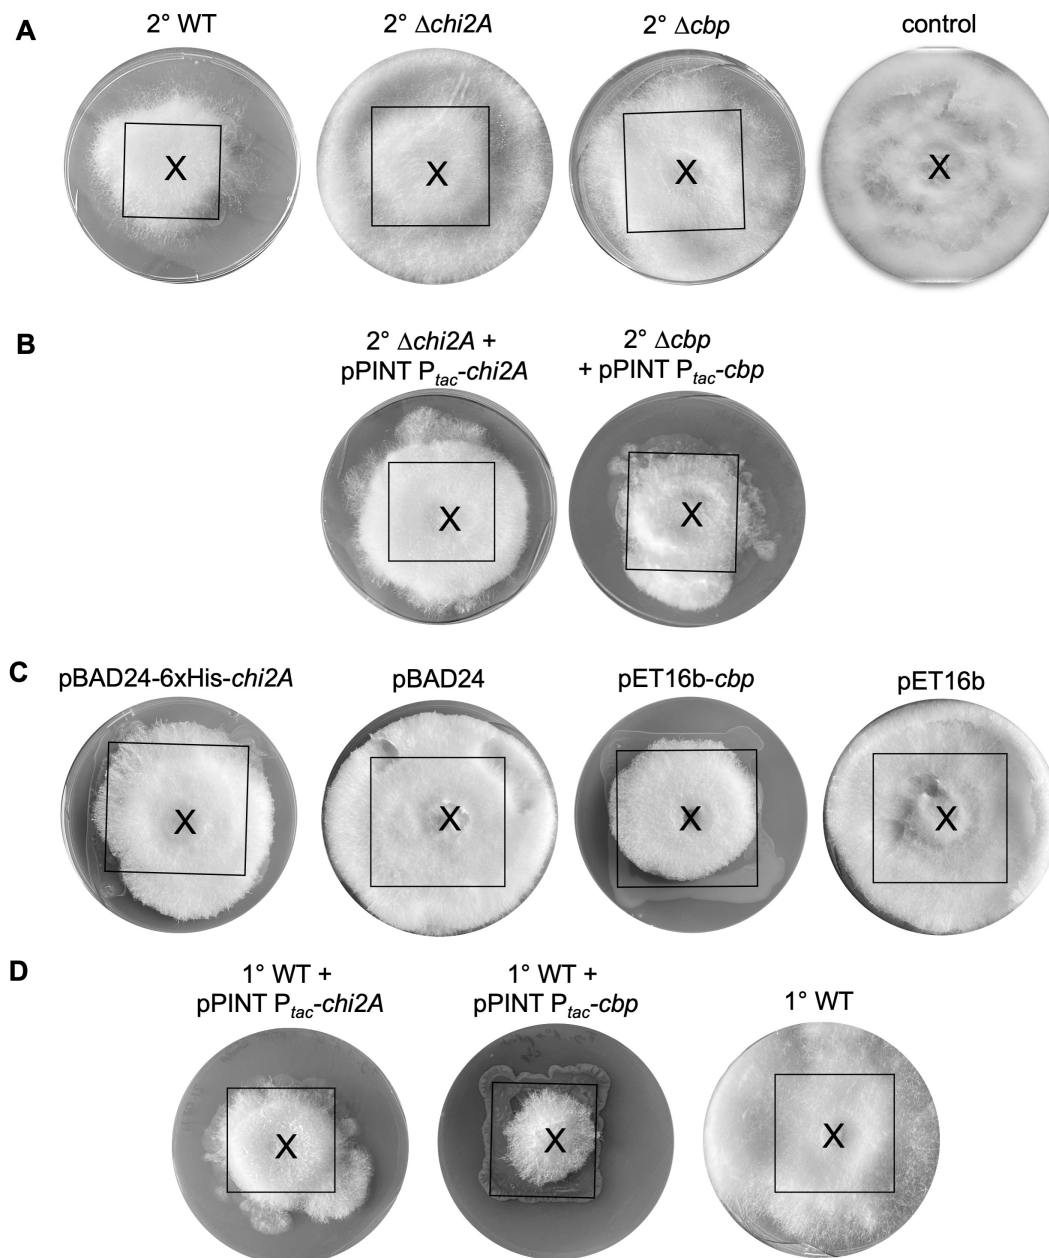 A
2° WT
2° Δchi2A
2° Δcbp
control
X
X
X
X
B
2° Δchi2A +
pPINT Ptac-chi2A
2° Δcbp
+ pPINT Ptac-cbp
X
X
C
pBAD24-6xHis-chi2A
pBAD24
pET16b-cbp
pET16b
X
X
X
X
D
1° WT +
pPINT Ptac-chi2A
1° WT +
pPINT Ptac-cbp
1° WT
X
X
X